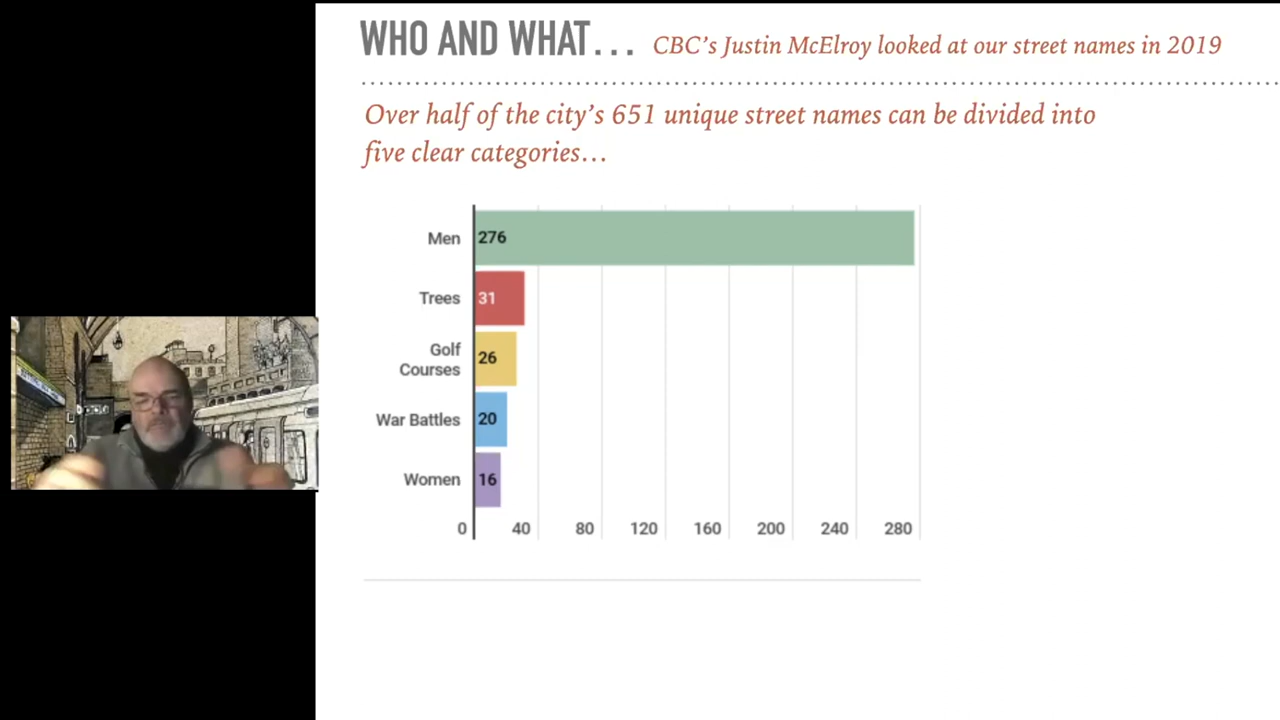 WHO AND WHAT... CBC's Justin McElroy looked at our street names in 2019
Over half of the city's 651 unique street names can be divided into
five clear categories...
Men 276
Trees 31
Golf
Courses 26
War Battles 20
Women 16
0 40 80 120 160 200 240 280